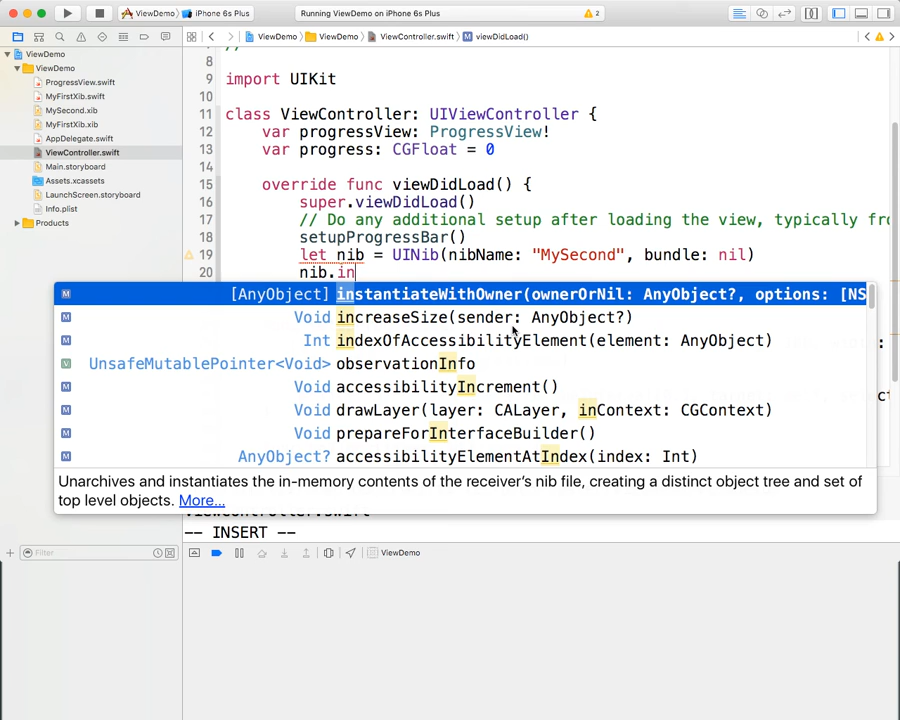 ViewDemo
iPhone 6s Plus
Running ViewDemo on iPhone 6s Plus
2
ViewDemo
ViewDemo
ViewController.swift
viewDidLoad()
ViewDemo
ViewDemo
ProgressView.swift
MyFirstXib.swift
MySecond.xib
MyFirstXib.xib
AppDelegate.swift
ViewController.swift
Main.storyboard
Assets.xcassets
LaunchScreen.storyboard
Info.plist
Products
8
9 import UIKit
10
11 class ViewController: UIViewController {
12 var progressView: ProgressView!
13 var progress: CGFloat = 0
14
15 override func viewDidLoad() {
16 super.viewDidLoad()
17 // Do any additional setup after loading the view, typically fro
18 setupProgressBar()
19 let nib = UINib(nibName: "MySecond", bundle: nil)
20 nib.in
M [AnyObject] instantiateWithOwner(ownerOrNil: AnyObject?, options: [NS
M Void increaseSize(sender: AnyObject?)
M Int indexOfAccessibilityElement(element: AnyObject)
V UnsafeMutablePointer<Void> observationInfo
M Void accessibilityIncrement()
M Void drawLayer(layer: CALayer, inContext: CGContext)
M Void prepareForInterfaceBuilder()
M AnyObject? accessibilityElementAtIndex(index: Int)
Unarchives and instantiates the in-memory contents of the receiver's nib file, creating a distinct object tree and set of
top level objects. More...
-- INSERT --
Filter
ViewDemo